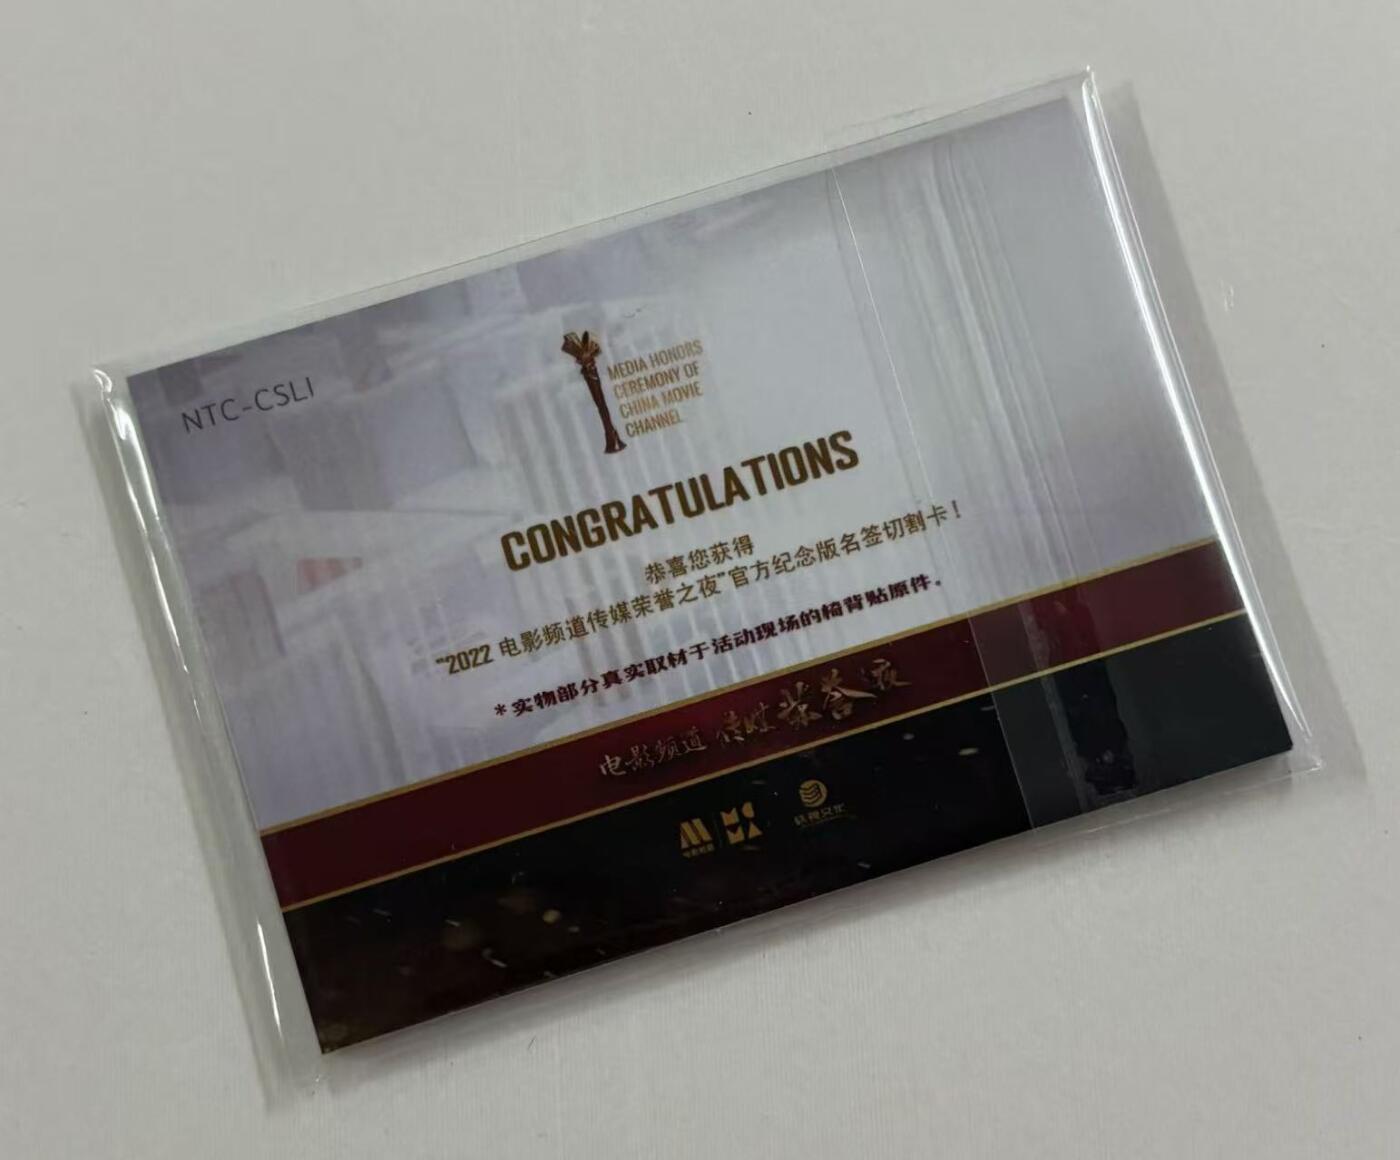 NTC-CSLI
MEDIA HONORS
CEREMONY OF
CHINA MOVIE
CHANNEL
CONGRATULATIONS
恭喜您获得
"2022 电影频道传媒荣誉之夜"官方纪念版名签切割卡！
*实物部分真实取材于活动现场的椅背贴原件。
电影频道 传媒荣誉夜
M
MC
MA